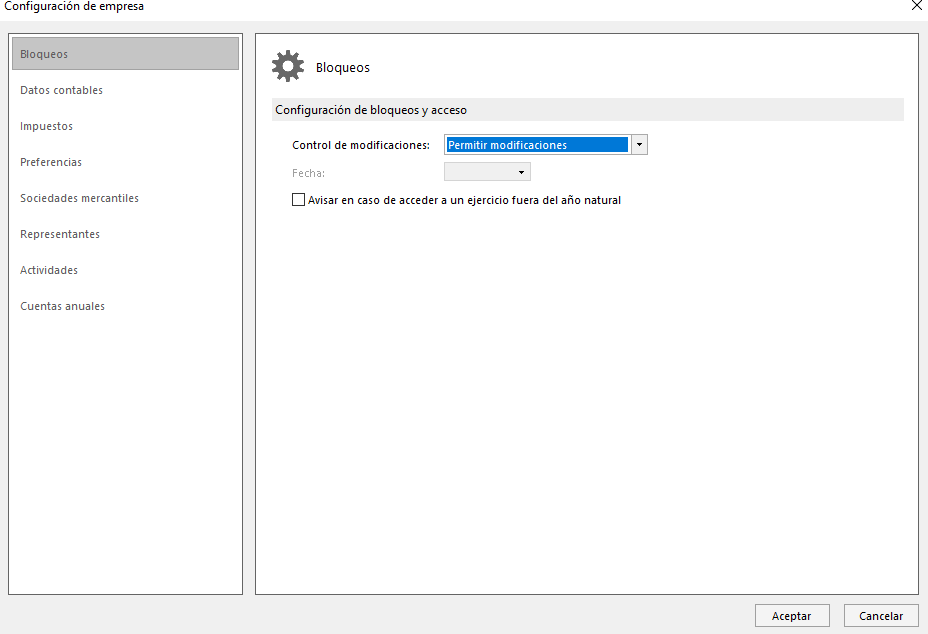 Configuración de empresa
Bloqueos
Datos contables
Impuestos
Preferencias
Sociedades mercantiles
Representantes
Actividades
Cuentas anuales
Bloqueos
Configuración de bloqueos y acceso
Control de modificaciones: Permitir modificaciones
Fecha:
Avisar en caso de acceder a un ejercicio fuera del año natural
Aceptar Cancelar